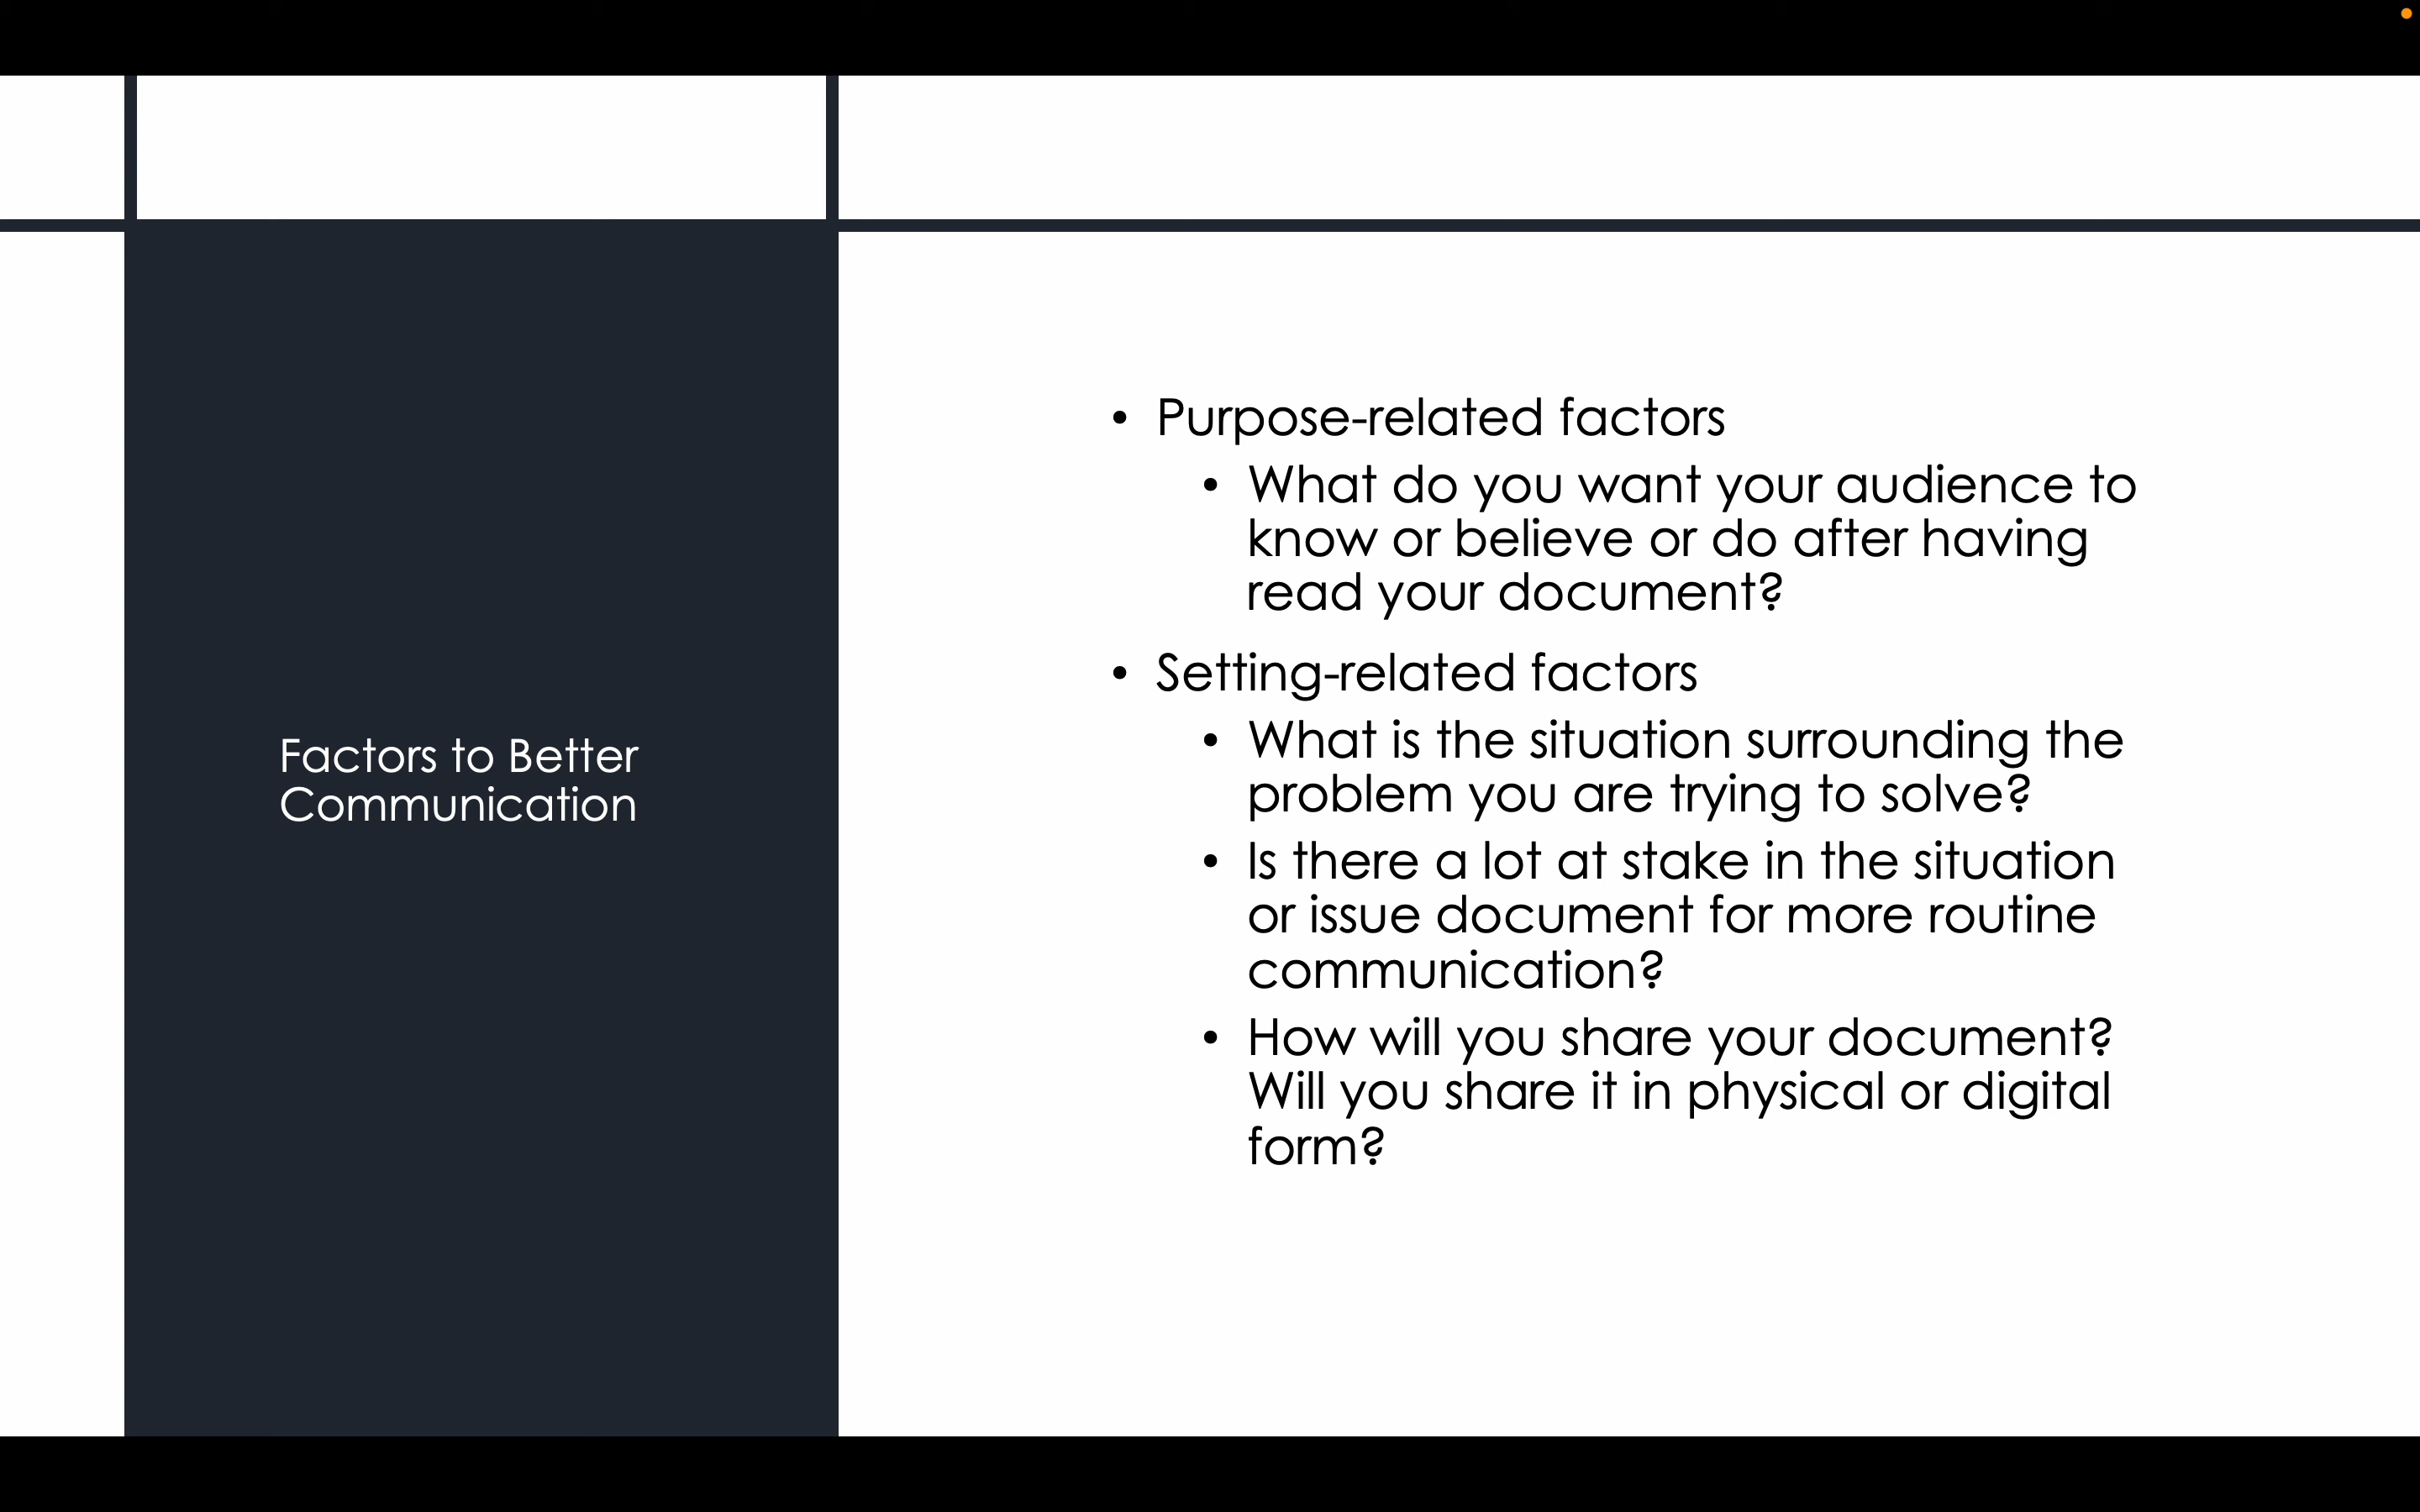 Factors to Better
Communication
• Purpose-related factors
• What do you want your audience to
know or believe or do after having
read your document?
• Setting-related factors
• What is the situation surrounding the
problem you are trying to solve?
• Is there a lot at stake in the situation
or issue document for more routine
communication?
• How will you share your document?
Will you share it in physical or digital
form?